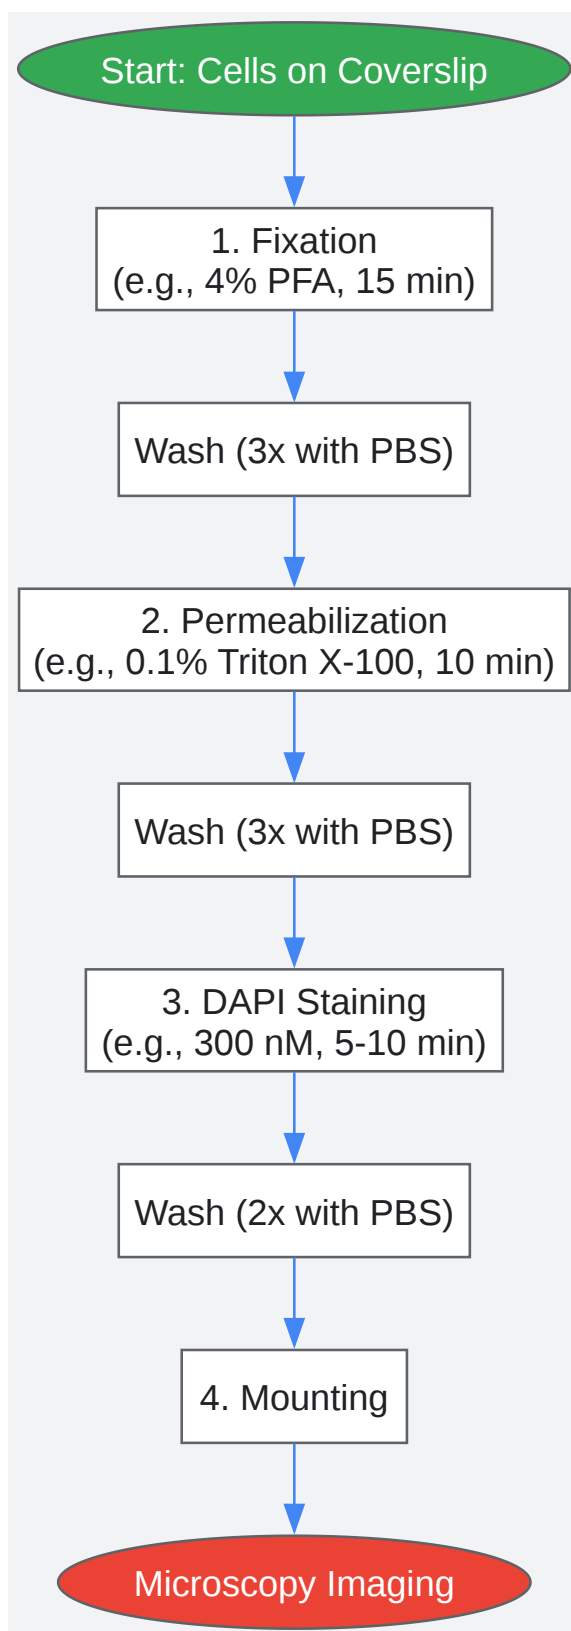 Start: Cells on Coverslip
1. Fixation
(e.g., 4% PFA, 15 min)
Wash (3x with PBS)
2. Permeabilization
(e.g., 0.1% Triton X-100, 10 min)
Wash (3x with PBS)
3. DAPI Staining
(e.g., 300 nM, 5-10 min)
Wash (2x with PBS)
4. Mounting
Microscopy Imaging